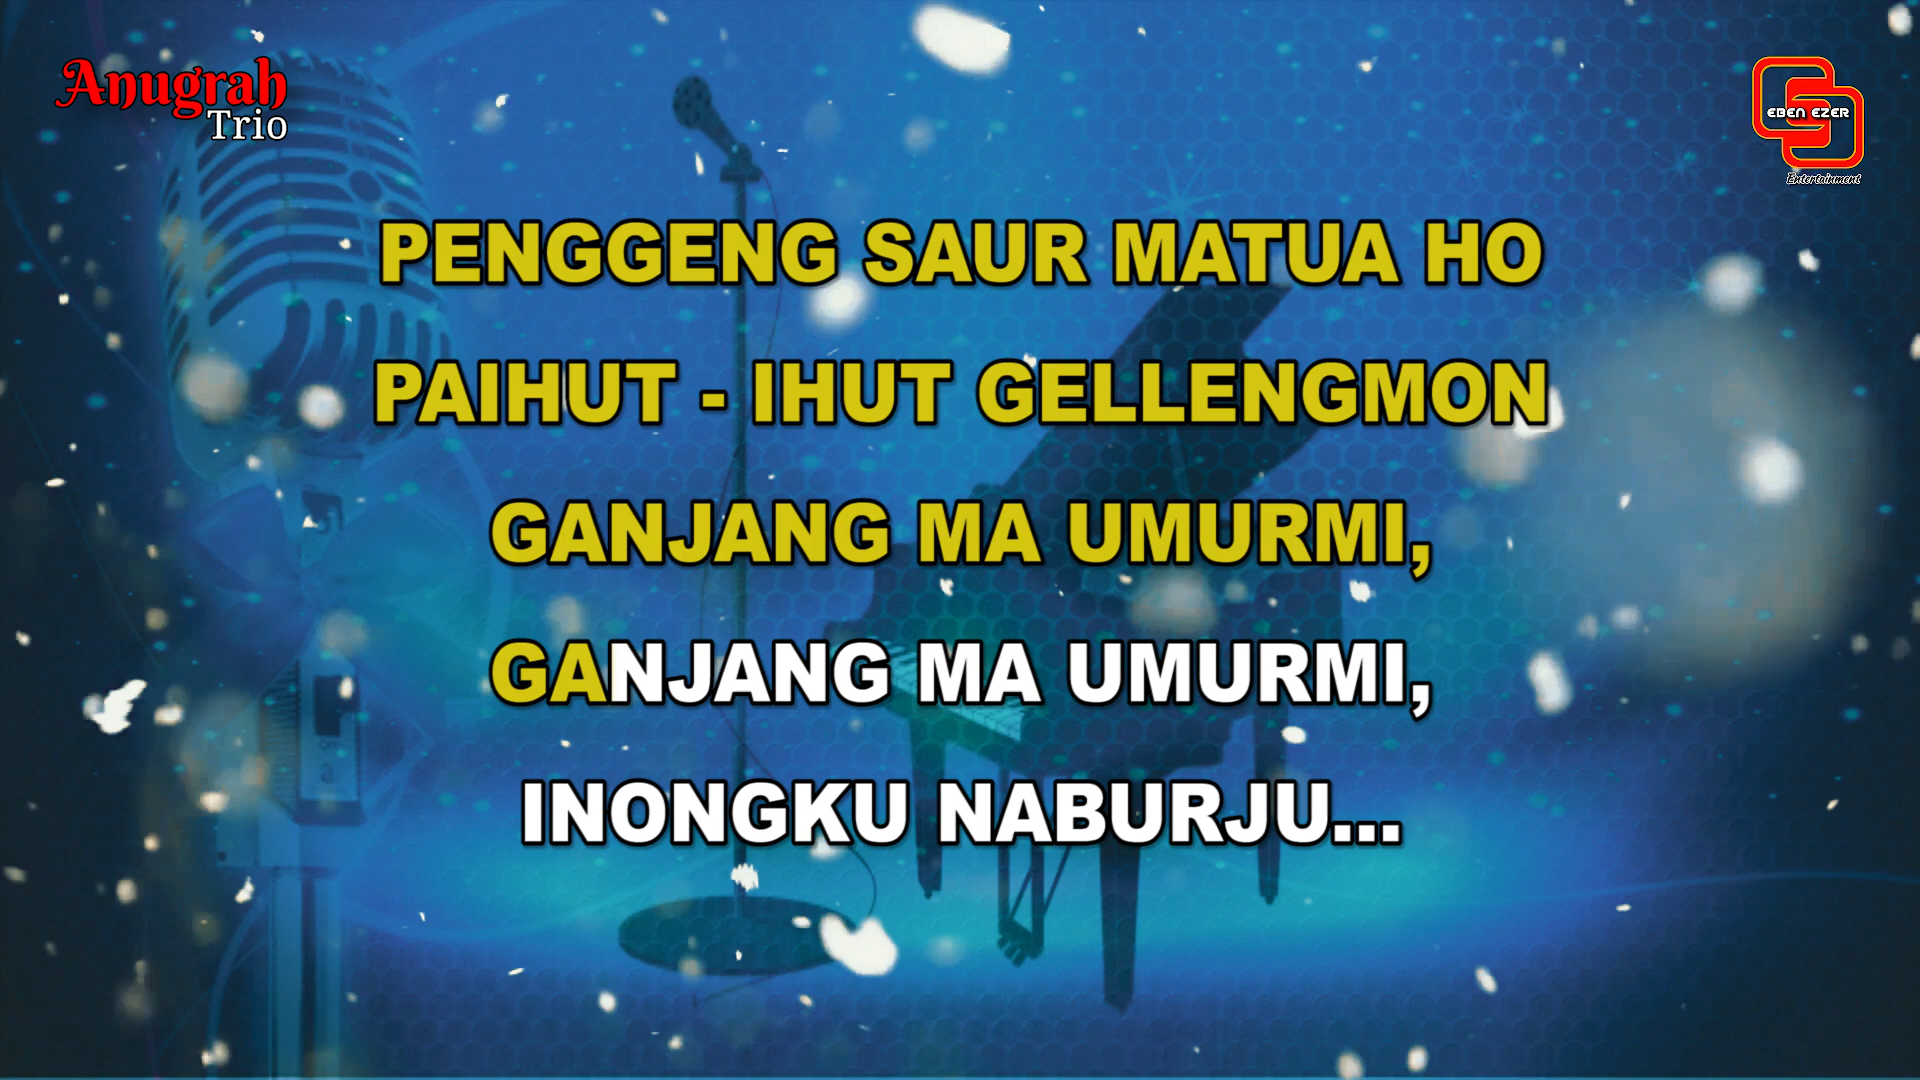 Anugrah
Trio
EBEN EZER
Entertainment
PENGGENG SAUR MATUA HO
PAIHUT - IHUT GELLENGMON
GANJANG MA UMURMI,
GANJANG MA UMURMI,
INONGKU NABURJU...